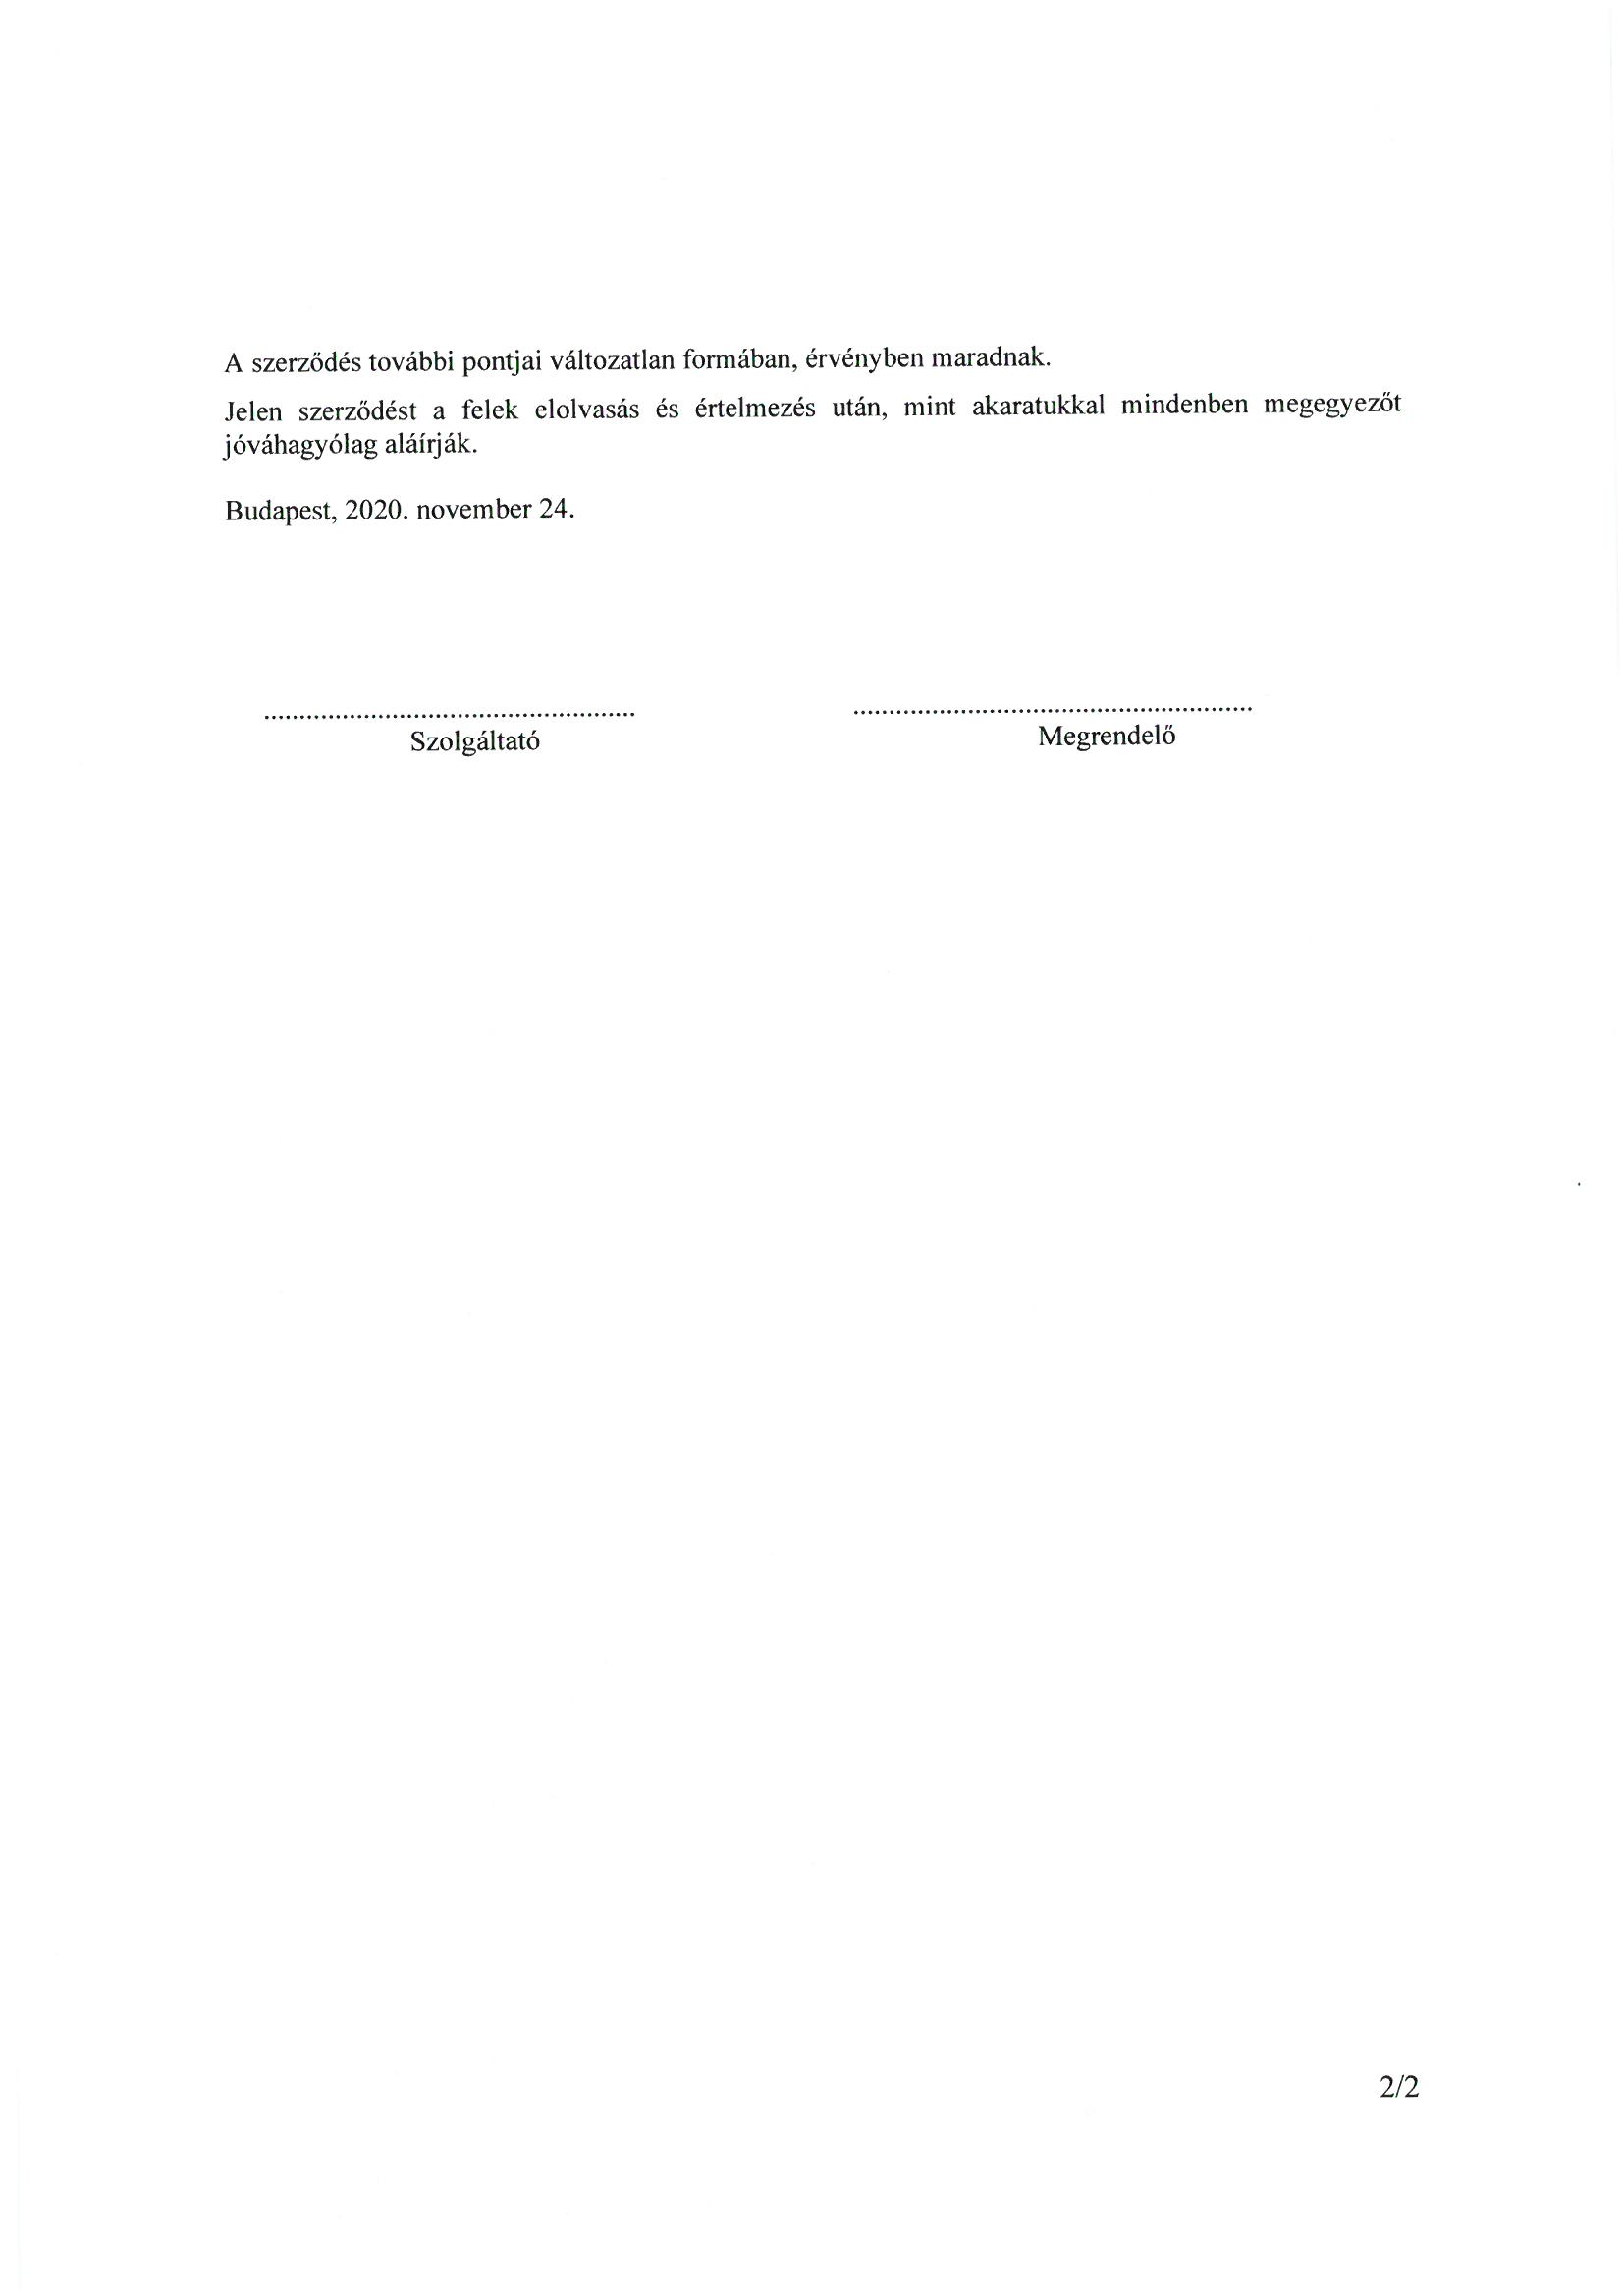 A szerződés további pontjai változatlan formában, érvényben maradnak.
Jelen szerződést a felek elolvasás és értelmezés után, mint akaratukkal mindenben megegyezőt
jóváhagyólag aláírják.
Budapest, 2020. november 24.
.................................................... ........................................................
Szolgáltató Megrendelő
2/2